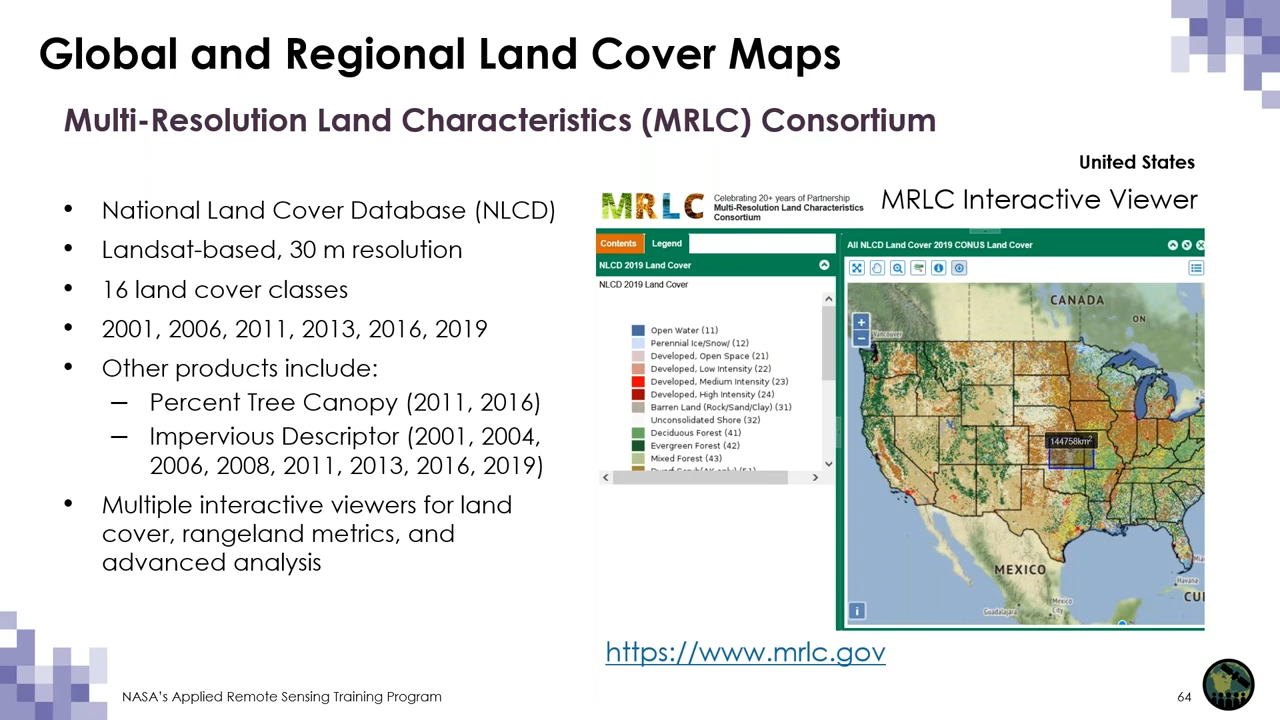 Global and Regional Land Cover Maps
Multi-Resolution Land Characteristics (MRLC) Consortium
• National Land Cover Database (NLCD)
• Landsat-based, 30 m resolution
• 16 land cover classes
• 2001, 2006, 2011, 2013, 2016, 2019
• Other products include:
– Percent Tree Canopy (2011, 2016)
– Impervious Descriptor (2001, 2004,
2006, 2008, 2011, 2013, 2016, 2019)
• Multiple interactive viewers for land
cover, rangeland metrics, and
advanced analysis
United States
MRLC Interactive Viewer
MRLC
Celebrating 20+ years of Partnership
Multi-Resolution Land Characteristics
Consortium
Contents Legend
NLCD 2019 Land Cover
NLCD 2019 Land Cover
Open Water (11)
Perennial Ice/Snow/ (12)
Developed, Open Space (21)
Developed, Low Intensity (22)
Developed, Medium Intensity (23)
Developed, High Intensity (24)
Barren Land (Rock/Sand/Clay) (31)
Unconsolidated Shore (32)
Deciduous Forest (41)
Evergreen Forest (42)
Mixed Forest (43)
All NLCD Land Cover 2019 CONUS Land Cover
CANADA
ON
Vancouver
144758km²
MEXICO
Guadalajara
Mexico
City
Havana
CU
https://www.mrlc.gov
NASA's Applied Remote Sensing Training Program
64